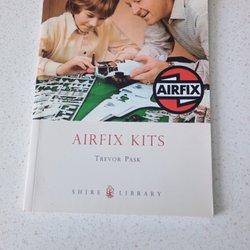 AIRFIX
AIRFIX KITS
TREVOR PASK
SHIRE LIBRARY